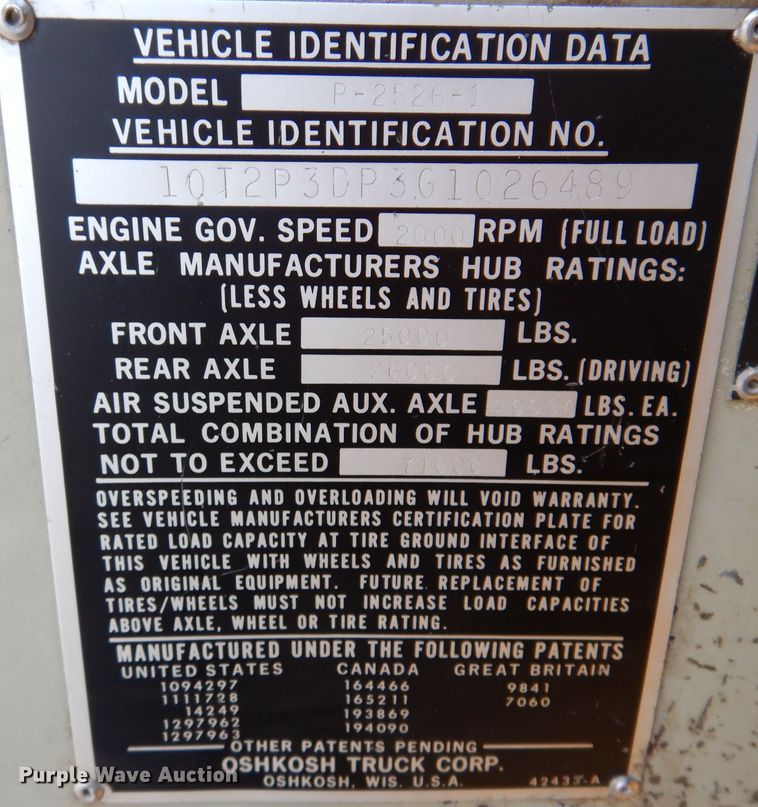 VEHICLE IDENTIFICATION DATA
MODEL P-2526-1
VEHICLE IDENTIFICATION NO.
10T2P3DP3G1026489
ENGINE GOV. SPEED 2000 RPM (FULL LOAD)
AXLE MANUFACTURERS HUB RATINGS:
(LESS WHEELS AND TIRES)
FRONT AXLE 25000 LBS.
REAR AXLE 26000 LBS. (DRIVING)
AIR SUSPENDED AUX. AXLE LBS. EA.
TOTAL COMBINATION OF HUB RATINGS
NOT TO EXCEED 71000 LBS.
OVERSPEEDING AND OVERLOADING WILL VOID WARRANTY.
SEE VEHICLE MANUFACTURERS CERTIFICATION PLATE FOR
RATED LOAD CAPACITY AT TIRE GROUND INTERFACE OF
THIS VEHICLE WITH WHEELS AND TIRES AS FURNISHED
AS ORIGINAL EQUIPMENT. FUTURE REPLACEMENT OF
TIRES/WHEELS MUST NOT INCREASE LOAD CAPACITIES
ABOVE AXLE, WHEEL OR TIRE RATING.
MANUFACTURED UNDER THE FOLLOWING PATENTS
UNITED STATES CANADA GREAT BRITAIN
1094297 164466 9841
1111728 165211 7060
14249 193869
1297962 194090
1297963
OTHER PATENTS PENDING
OSHKOSH TRUCK CORP.
OSHKOSH, WIS. U.S.A. 42433-A
Purple Wave Auction